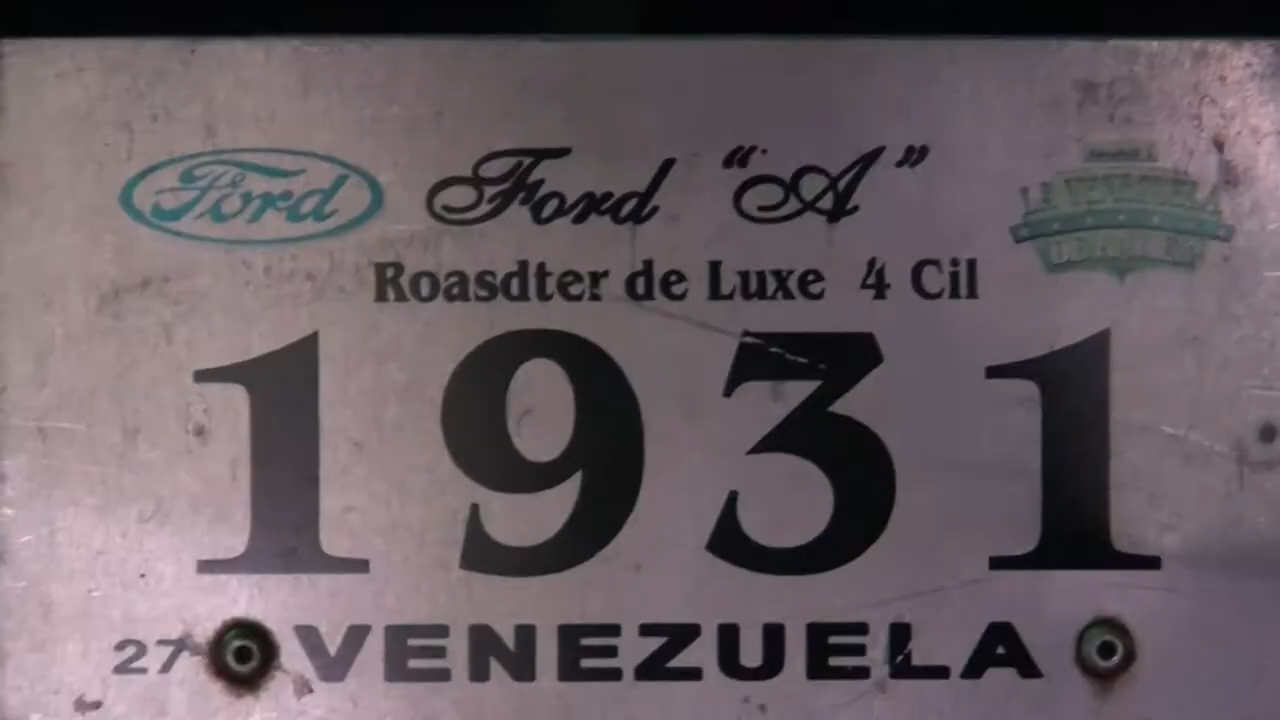 Ford
Ford “A”
Roasdter de Luxe 4 Cil
1931
27 VENEZUELA